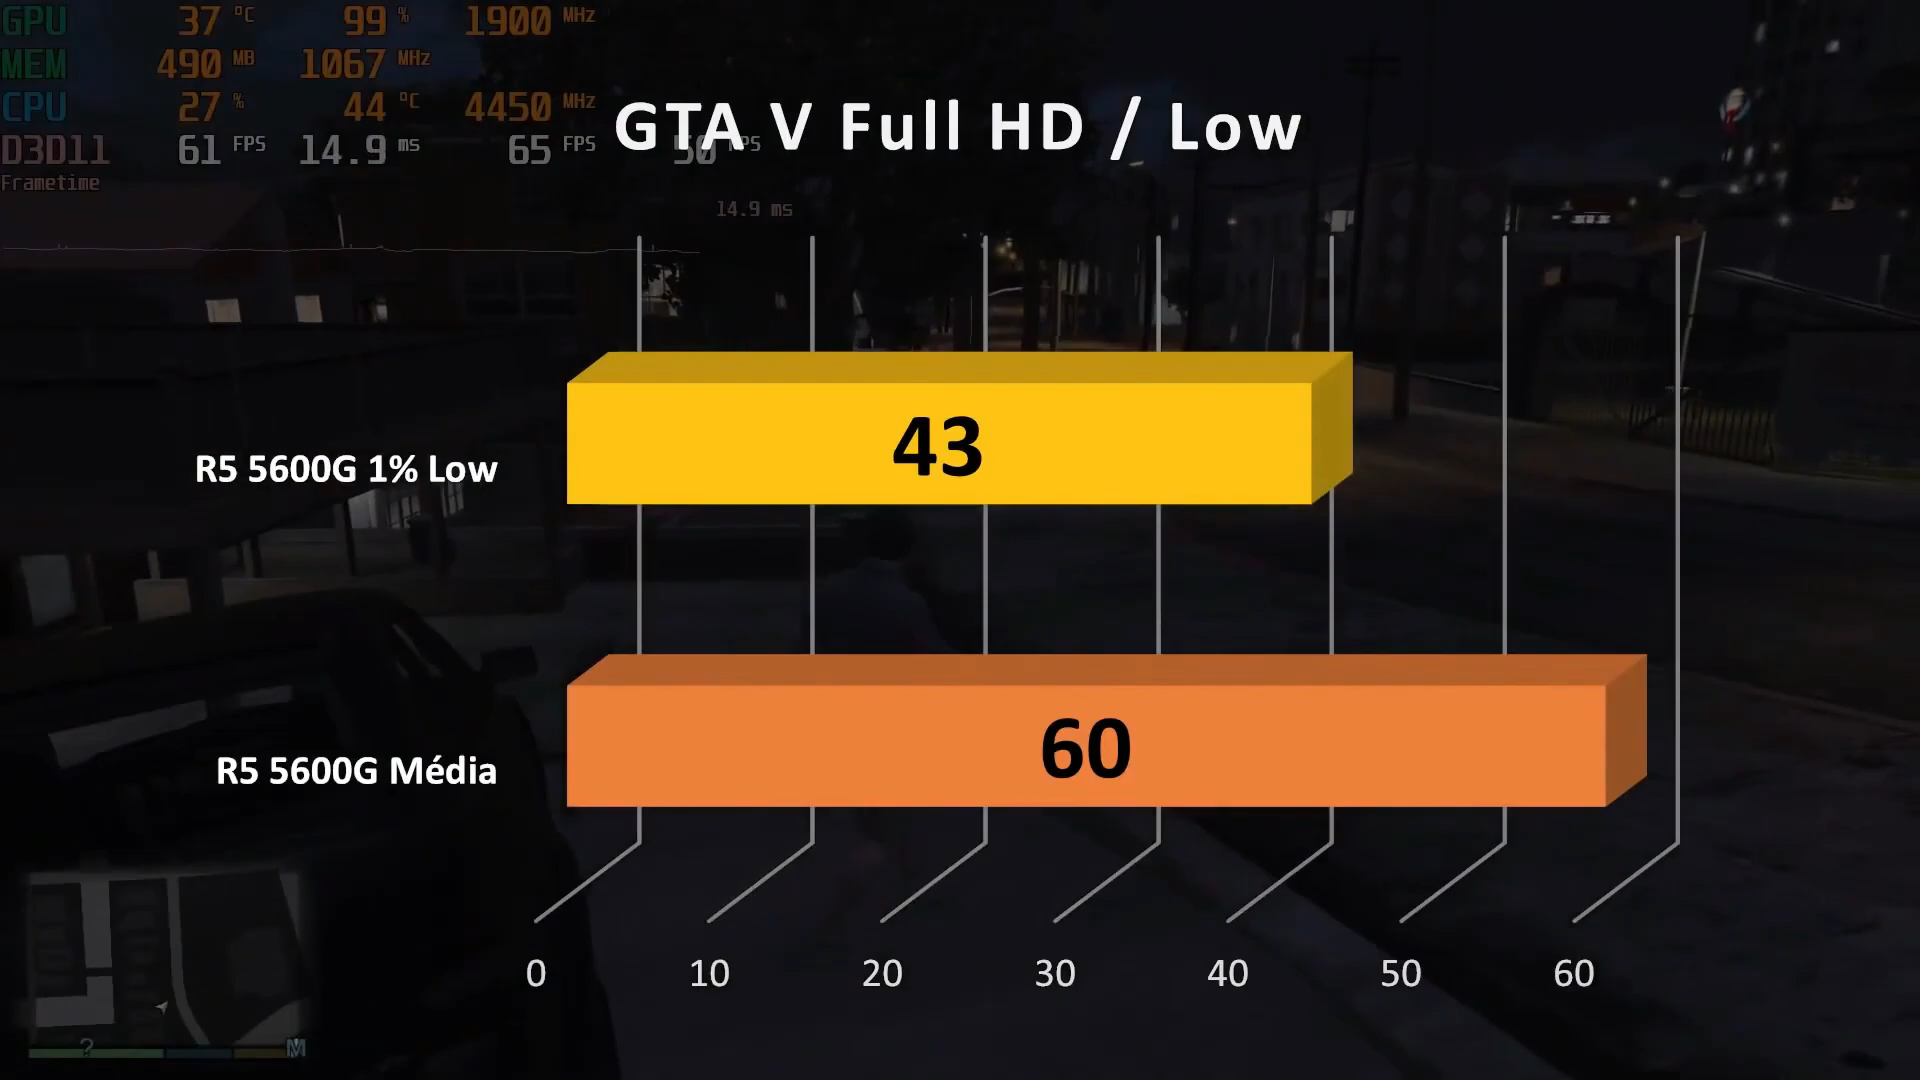 GPU 37 °C 99 % 1900 MHz
MEM 490 MB 1067 MHz
CPU 27 % 44 °C 4450 MHz
D3D11 61 FPS 14.9 ms 65 FPS 50 FPS
GTA V Full HD / Low
Frametime
14.9 ms
R5 5600G 1% Low
43
R5 5600G Média
60
0 10 20 30 40 50 60
?
M